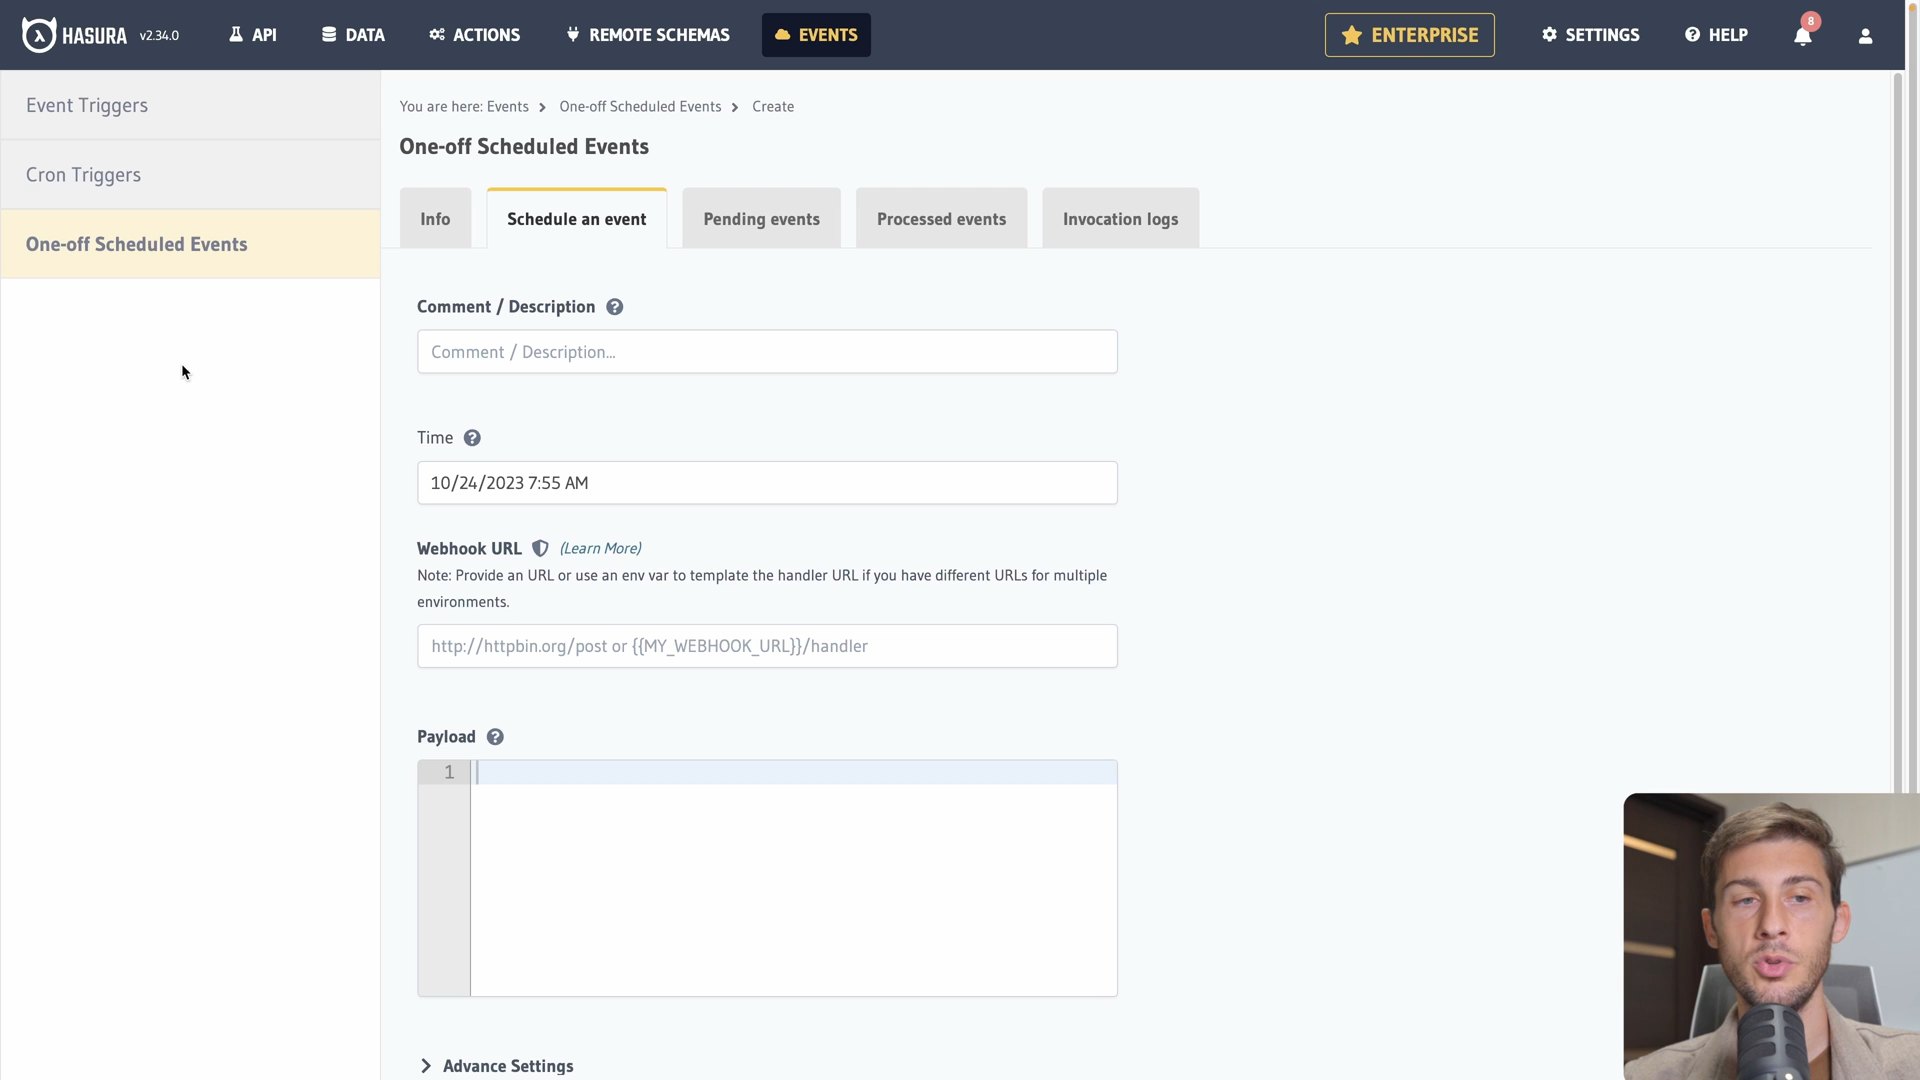 HASURA v2.34.0 API DATA ACTIONS REMOTE SCHEMAS EVENTS ENTERPRISE SETTINGS HELP 8
Event Triggers
Cron Triggers
One-off Scheduled Events
You are here: Events > One-off Scheduled Events > Create
One-off Scheduled Events
Info Schedule an event Pending events Processed events Invocation logs
Comment / Description ?
Comment / Description...
Time ?
10/24/2023 7:55 AM
Webhook URL (Learn More)
Note: Provide an URL or use an env var to template the handler URL if you have different URLs for multiple
environments.
http://httpbin.org/post or {{MY_WEBHOOK_URL}}/handler
Payload ?
1
Advance Settings